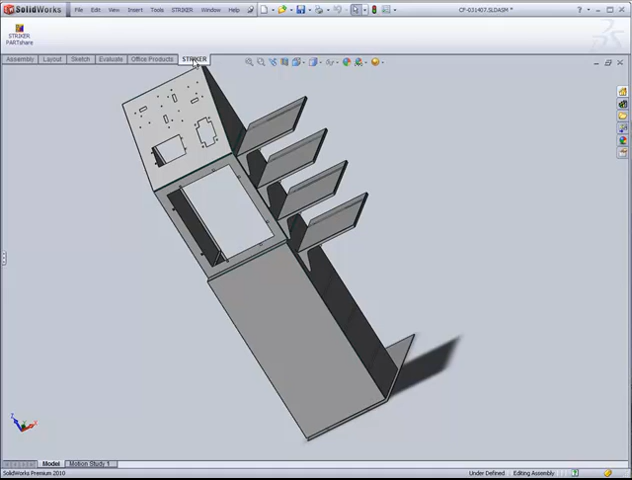 SolidWorks File Edit View Insert Tools STRIKER Window Help CP-031407.SLDASM *
STRIKER
PARTshare
Assembly Layout Sketch Evaluate Office Products STRIKER
Model Motion Study 1
SolidWorks Premium 2010 Under Defined Editing Assembly